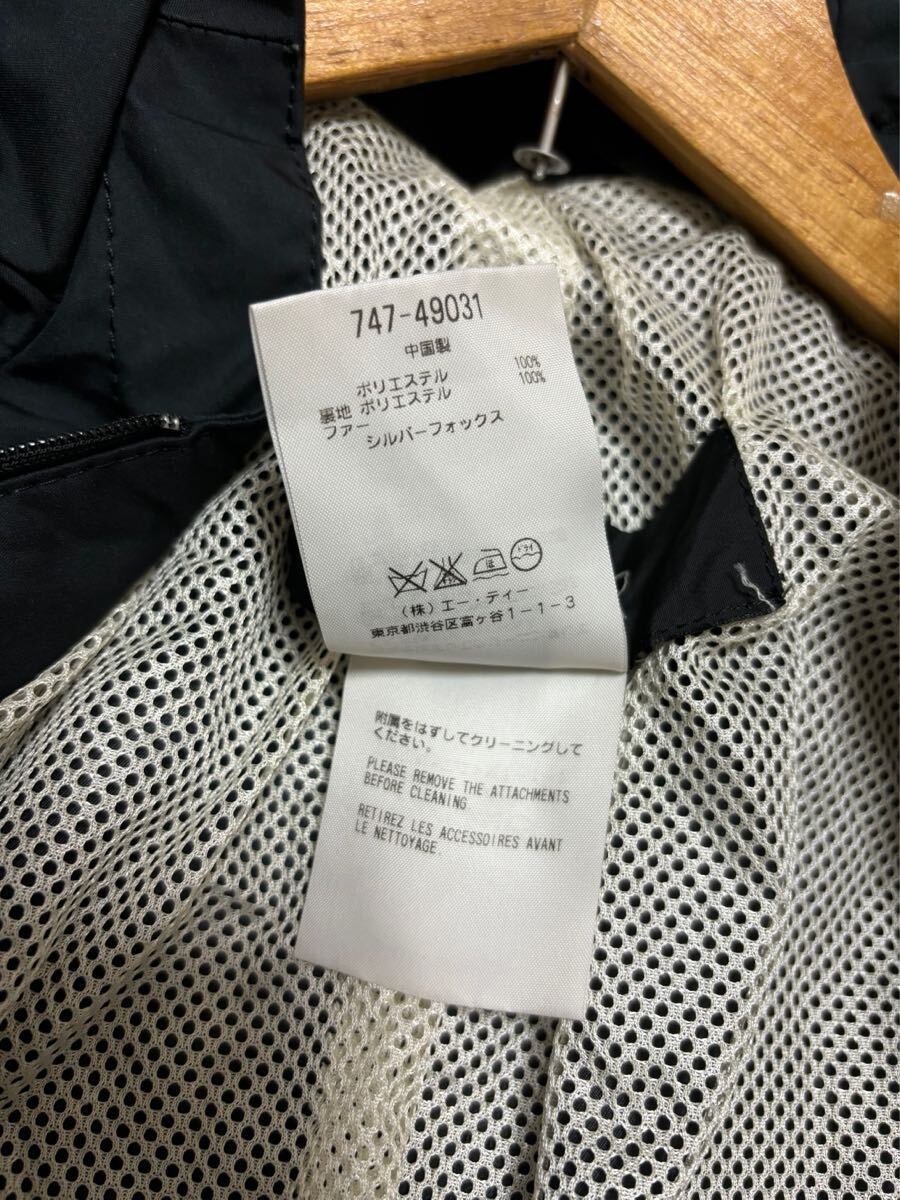 747-49031
中国製
ポリエステル 100%
裏地 ポリエステル 100%
ファー
シルバーフォックス
ドライ
(株) エー・ティー
東京都渋谷区富ヶ谷1-1-3
附属をはずしてクリーニングして
ください。
PLEASE REMOVE THE ATTACHMENTS
BEFORE CLEANING
RETIREZ LES ACCESSOIRES AVANT
LE NETTOYAGE.